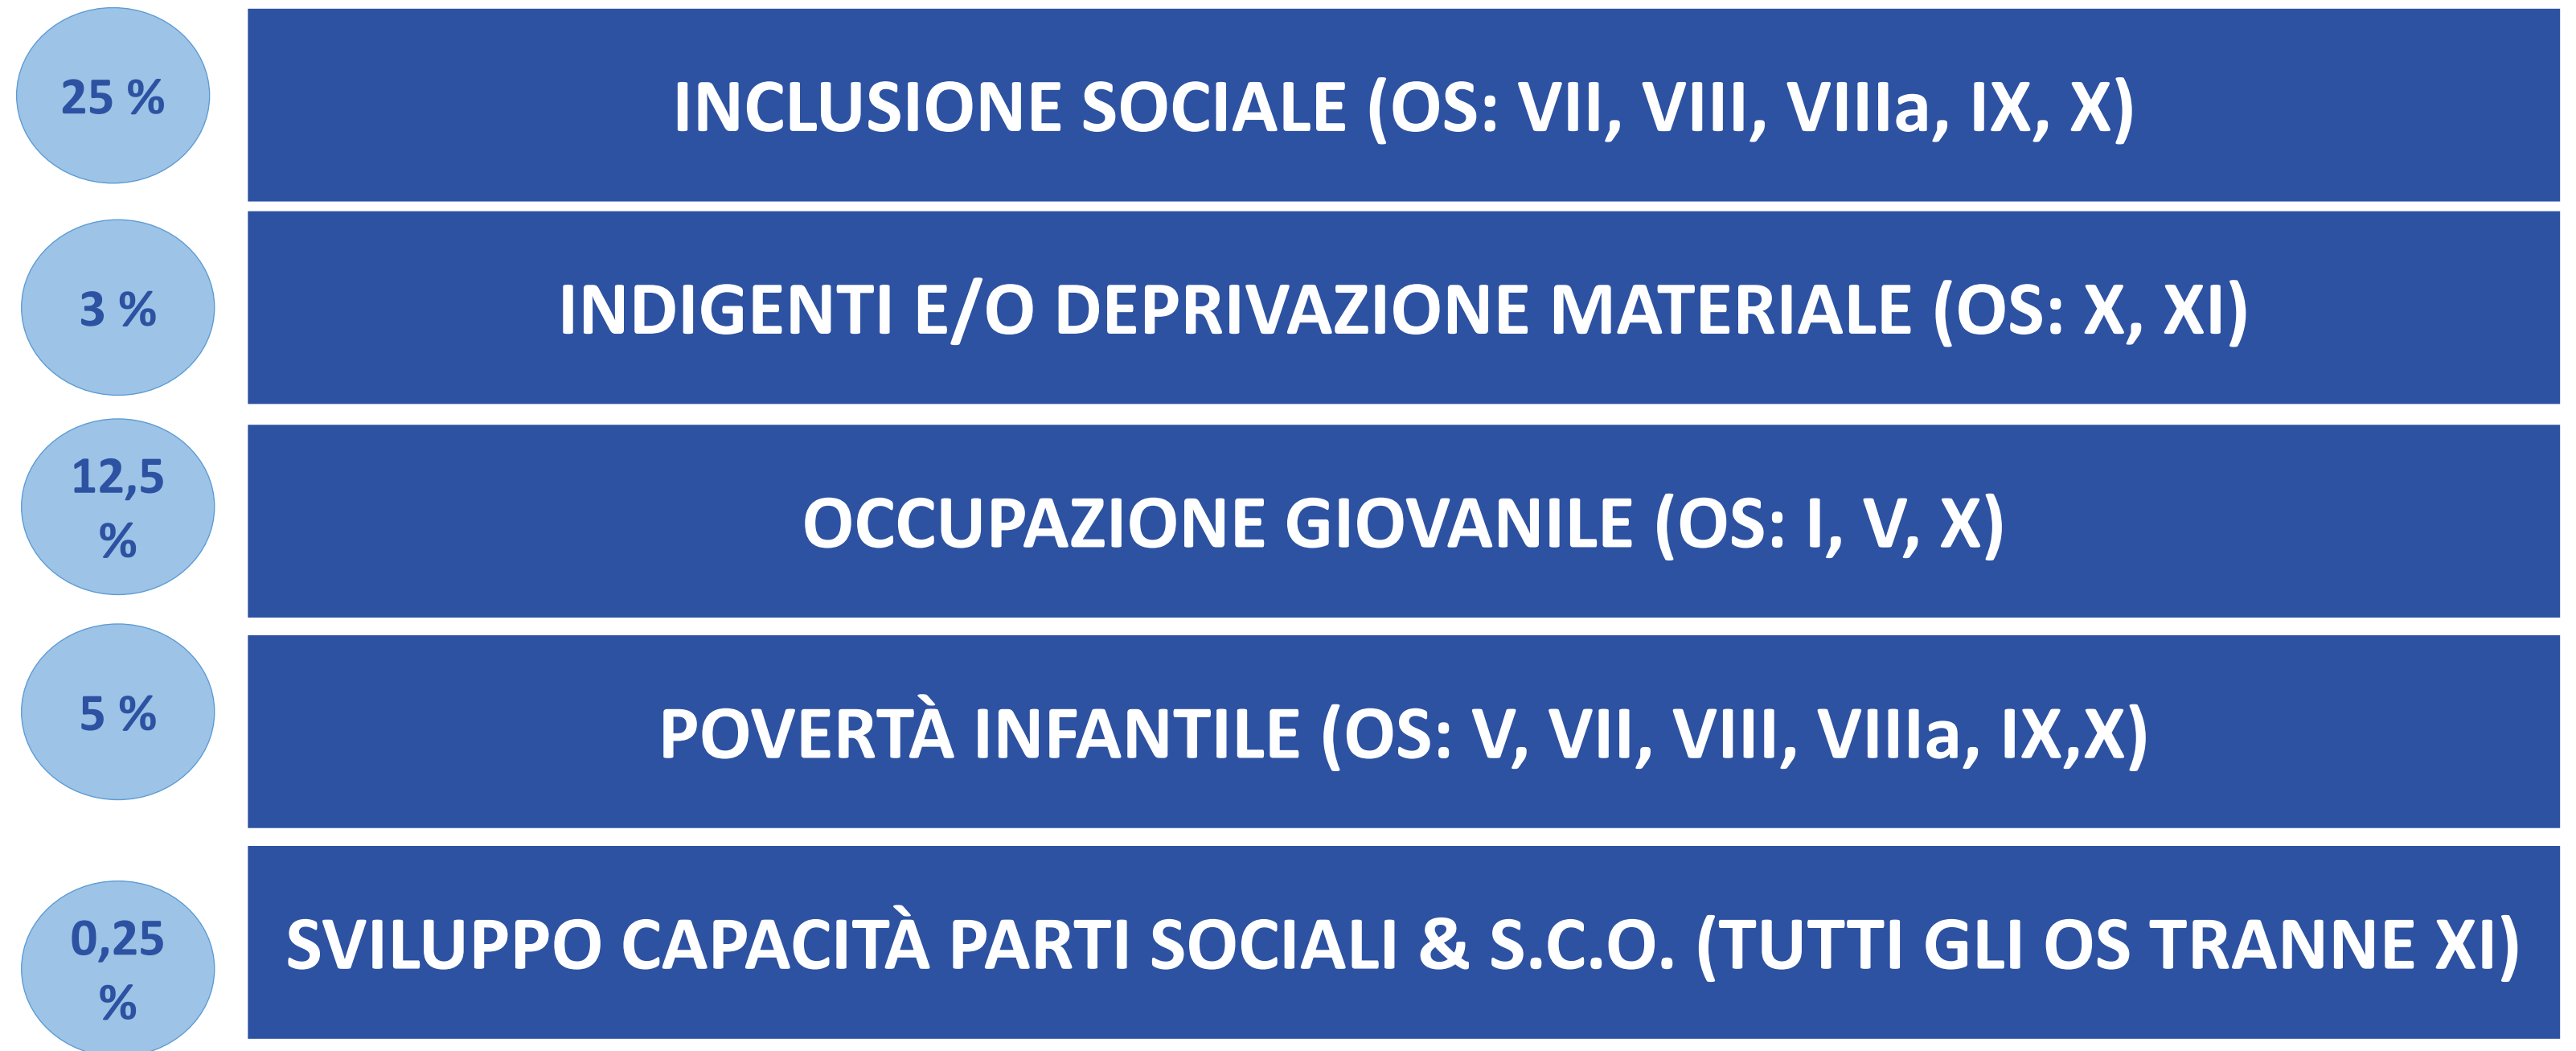 25 %
INCLUSIONE SOCIALE (OS: VII, VIII, VIIIa, IX, X)
3 %
INDIGENTI E/O DEPRIVAZIONE MATERIALE (OS: X, XI)
12,5
%
OCCUPAZIONE GIOVANILE (OS: I, V, X)
5 %
POVERTÀ INFANTILE (OS: V, VII, VIII, VIIIa, IX,X)
0,25
%
SVILUPPO CAPACITÀ PARTI SOCIALI & S.C.O. (TUTTI GLI OS TRANNE XI)